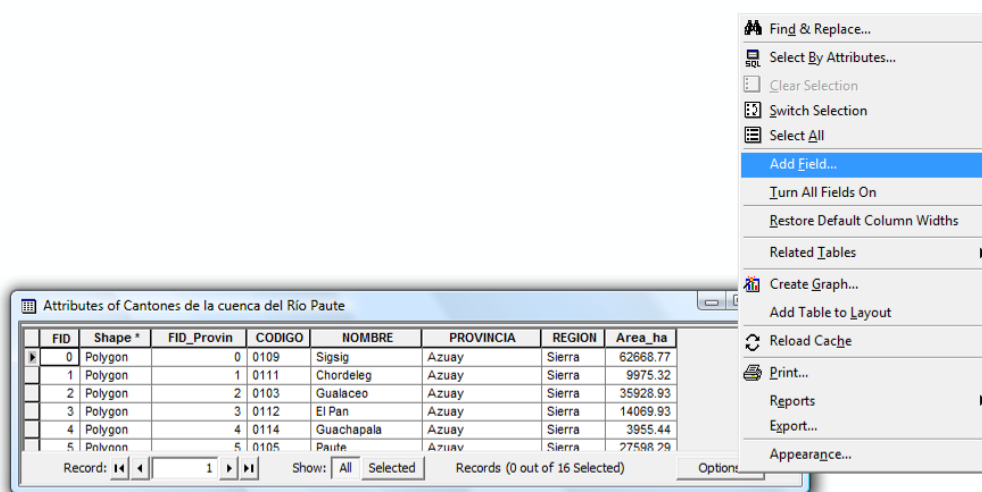 Find & Replace...
Select By Attributes...
Clear Selection
Switch Selection
Select All
Add Field...
Turn All Fields On
Restore Default Column Widths
Related Tables
Create Graph...
Add Table to Layout
Reload Cache
Print...
Reports
Export...
Appearance...
Attributes of Cantones de la cuenca del Río Paute
FID Shape * FID_Provin CODIGO NOMBRE PROVINCIA REGION Area_ha
0 Polygon 0 0109 Sigsig Azuay Sierra 62668.77
1 Polygon 1 0111 Chordeleg Azuay Sierra 9975.32
2 Polygon 2 0103 Gualaceo Azuay Sierra 35928.93
3 Polygon 3 0112 El Pan Azuay Sierra 14069.93
4 Polygon 4 0114 Guachapala Azuay Sierra 3955.44
5 Polygon 5 0105 Paute Azuay Sierra 27598.29
Record: 1 Show: All Selected Records (0 out of 16 Selected) Options